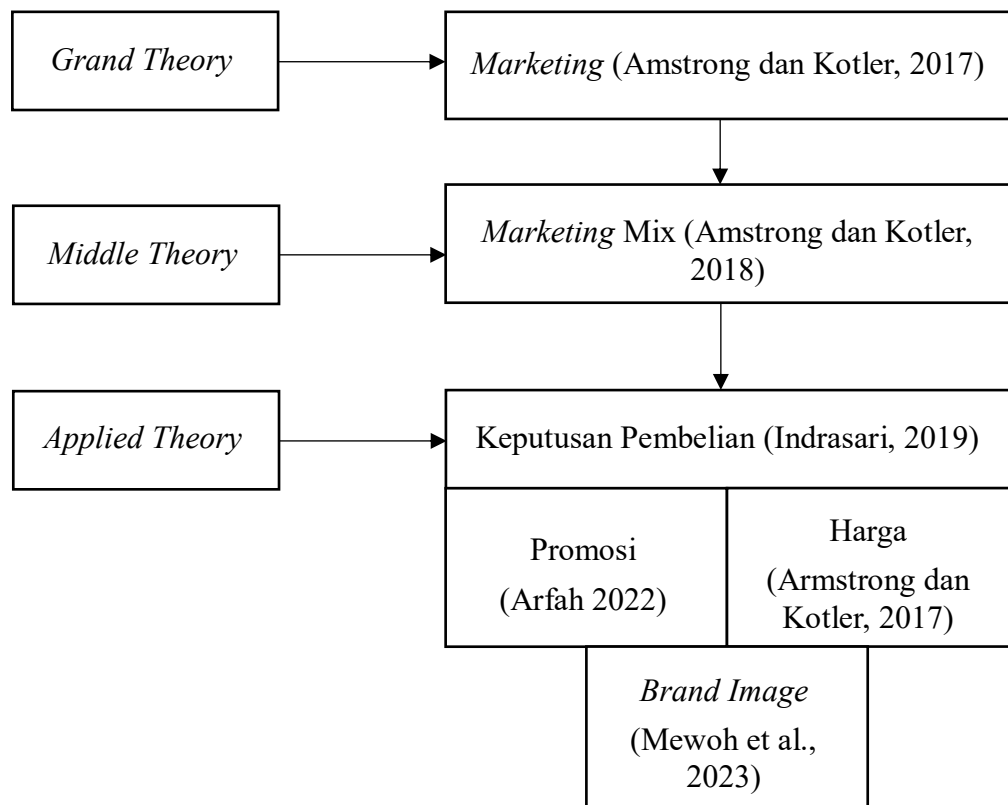 Grand Theory
Marketing (Amstrong dan Kotler, 2017)
Middle Theory
Marketing Mix (Amstrong dan Kotler,
2018)
Applied Theory
Keputusan Pembelian (Indrasari, 2019)
Promosi
(Arfah 2022)
Harga
(Armstrong dan
Kotler, 2017)
Brand Image
(Mewoh et al.,
2023)